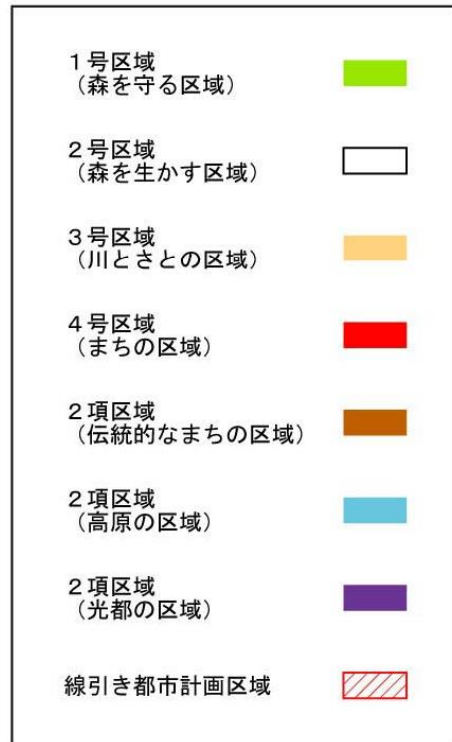 １号区域
（森を守る区域）
２号区域
（森を生かす区域）
３号区域
（川とさとの区域）
４号区域
（まちの区域）
２項区域
（伝統的なまちの区域）
２項区域
（高原の区域）
２項区域
（光都の区域）
線引き都市計画区域